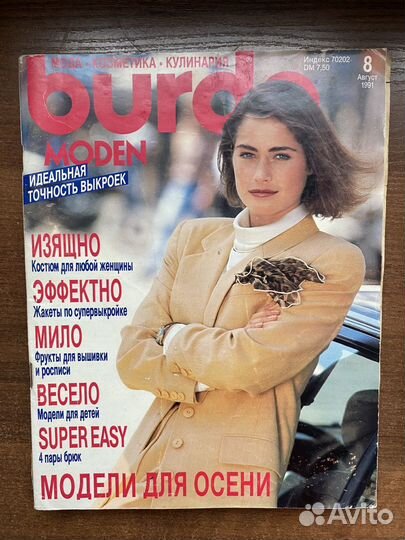 МОДА • КОСМЕТИКА • КУЛИНАРИЯ
Индекс 70202
DM 7,50
8
Август
1991
burda
MODEN
ИДЕАЛЬНАЯ
ТОЧНОСТЬ ВЫКРОЕК
ИЗЯЩНО
Костюм для любой женщины
ЭФФЕКТНО
Жакеты по супервыкройке
МИЛО
Фрукты для вышивки
и росписи
ВЕСЕЛО
Модели для детей
SUPER EASY
4 пары брюк
МОДЕЛИ ДЛЯ ОСЕНИ
Avito